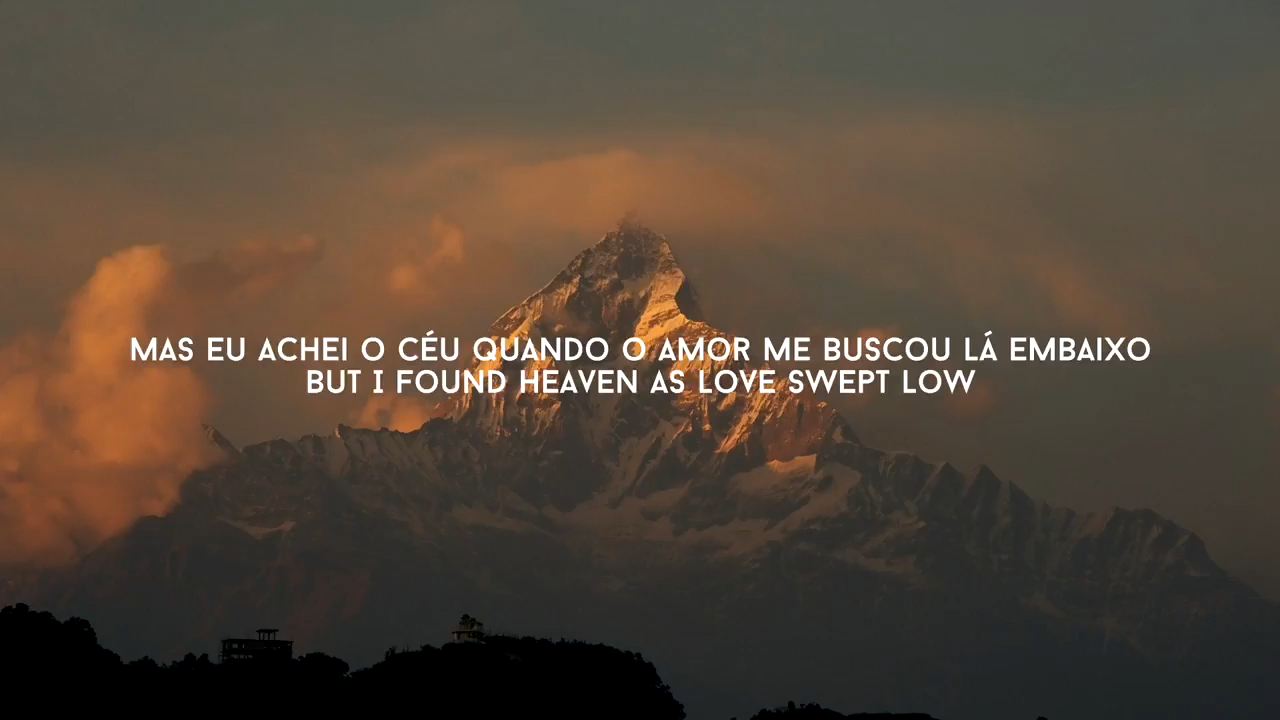 MAS EU ACHEI O CÉU QUANDO O AMOR ME BUSCOU LÁ EMBAIXO
BUT I FOUND HEAVEN AS LOVE SWEPT LOW